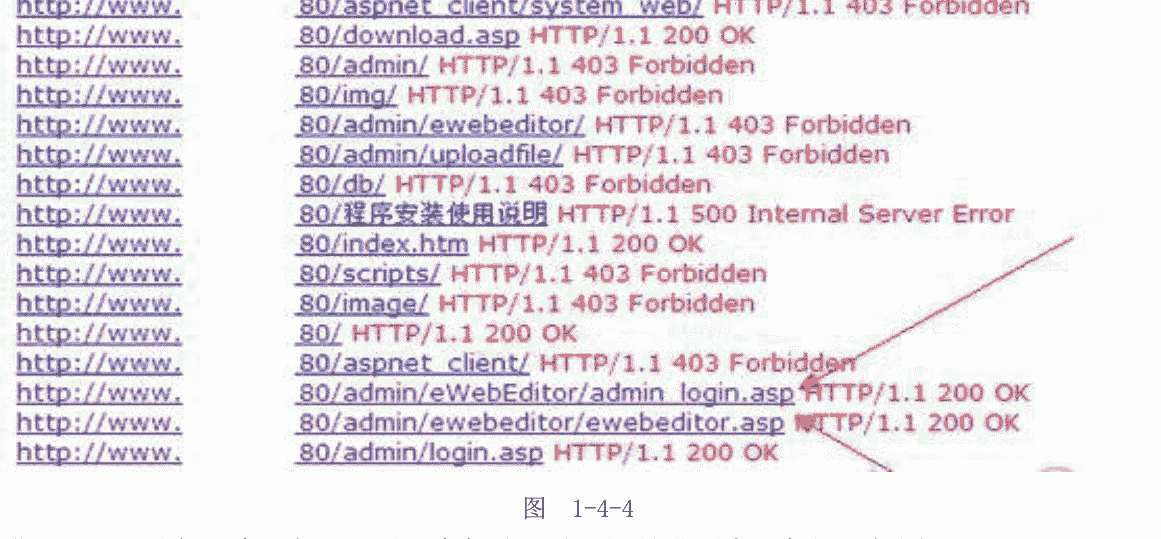 http://www. 80/aspnet_client/system_web/ HTTP/1.1 403 Forbidden
http://www. 80/download.asp HTTP/1.1 200 OK
http://www. 80/admin/ HTTP/1.1 403 Forbidden
http://www. 80/img/ HTTP/1.1 403 Forbidden
http://www. 80/admin/ewebeditor/ HTTP/1.1 403 Forbidden
http://www. 80/admin/uploadfile/ HTTP/1.1 403 Forbidden
http://www. 80/db/ HTTP/1.1 403 Forbidden
http://www. 80/程序安装使用说明 HTTP/1.1 500 Internal Server Error
http://www. 80/index.htm HTTP/1.1 200 OK
http://www. 80/scripts/ HTTP/1.1 403 Forbidden
http://www. 80/image/ HTTP/1.1 403 Forbidden
http://www. 80/ HTTP/1.1 200 OK
http://www. 80/aspnet_client/ HTTP/1.1 403 Forbidden
http://www. 80/admin/eWebEditor/admin_login.asp HTTP/1.1 200 OK
http://www. 80/admin/ewebeditor/ewebeditor.asp HTTP/1.1 200 OK
http://www. 80/admin/login.asp HTTP/1.1 200 OK
图 1-4-4